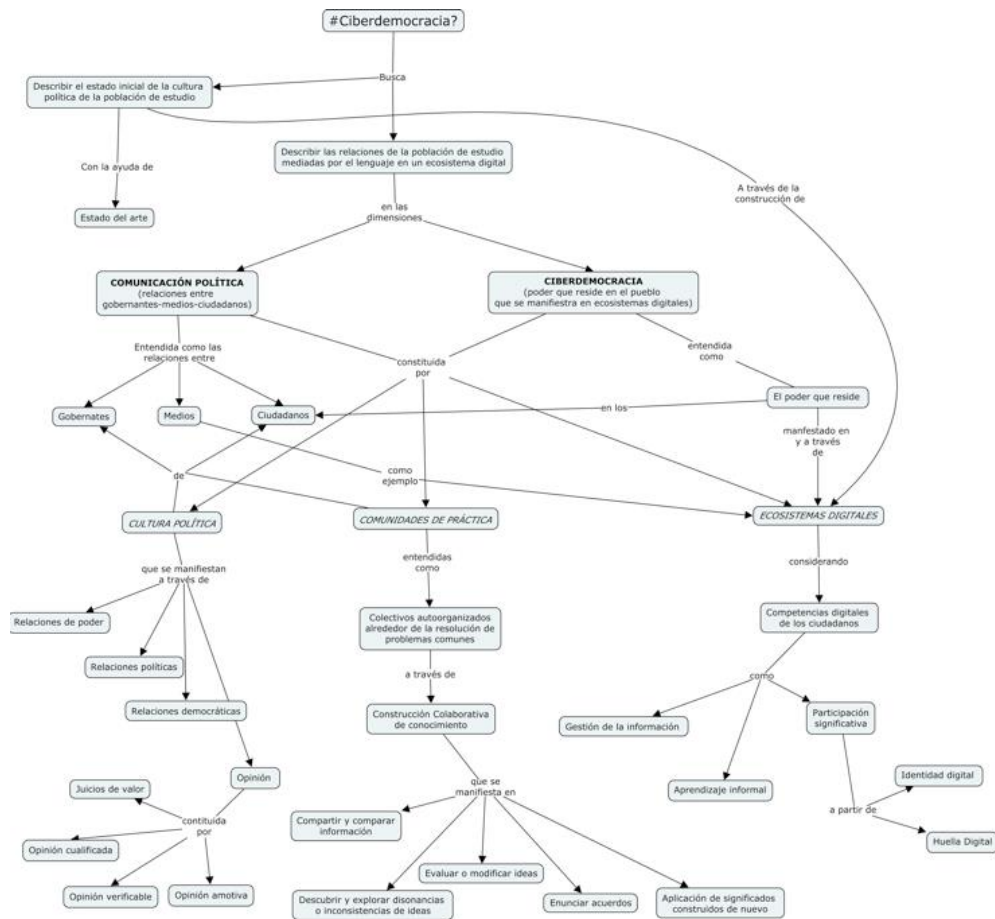 #Ciberdemocracia?
Busca
Describir el estado inicial de la cultura
política de la población de estudio
Describir las relaciones de la población de estudio
mediadas por el lenguaje en un ecosistema digital
Con la ayuda de
A través de la
construcción de
Estado del arte
en las
dimensiones
COMUNICACIÓN POLÍTICA
(relaciones entre
gobernantes-medios-ciudadanos)
CIBERDEMOCRACIA
(poder que reside en el pueblo
que se manifiestra en ecosistemas digitales)
Entendida como las
relaciones entre
constituida
por
entendida
como
Gobernates
Medios
Ciudadanos
en los
El poder que reside
manfestado en
y a través
de
de
como
ejemplo
CULTURA POLÍTICA
COMUNIDADES DE PRÁCTICA
ECOSISTEMAS DIGITALES
que se manifiestan
a través de
entendidas
como
considerando
Relaciones de poder
Colectivos autoorganizados
alrededor de la resolución de
problemas comunes
Competencias digitales
de los ciudadanos
Relaciones políticas
a través de
como
Relaciones democráticas
Construcción Colaborativa
de conocimiento
Gestión de la información
Participación
significativa
Opinión
Juicios de valor
que se
manifiesta en
Aprendizaje informal
Identidad digital
a partir de
Huella Digital
contituida
por
Compartir y comparar
información
Opinión cualificada
Evaluar o modificar ideas
Opinión verificable
Opinión amotiva
Descubrir y explorar disonancias
o inconsistencias de ideas
Enunciar acuerdos
Aplicación de significados
construidos de nuevo